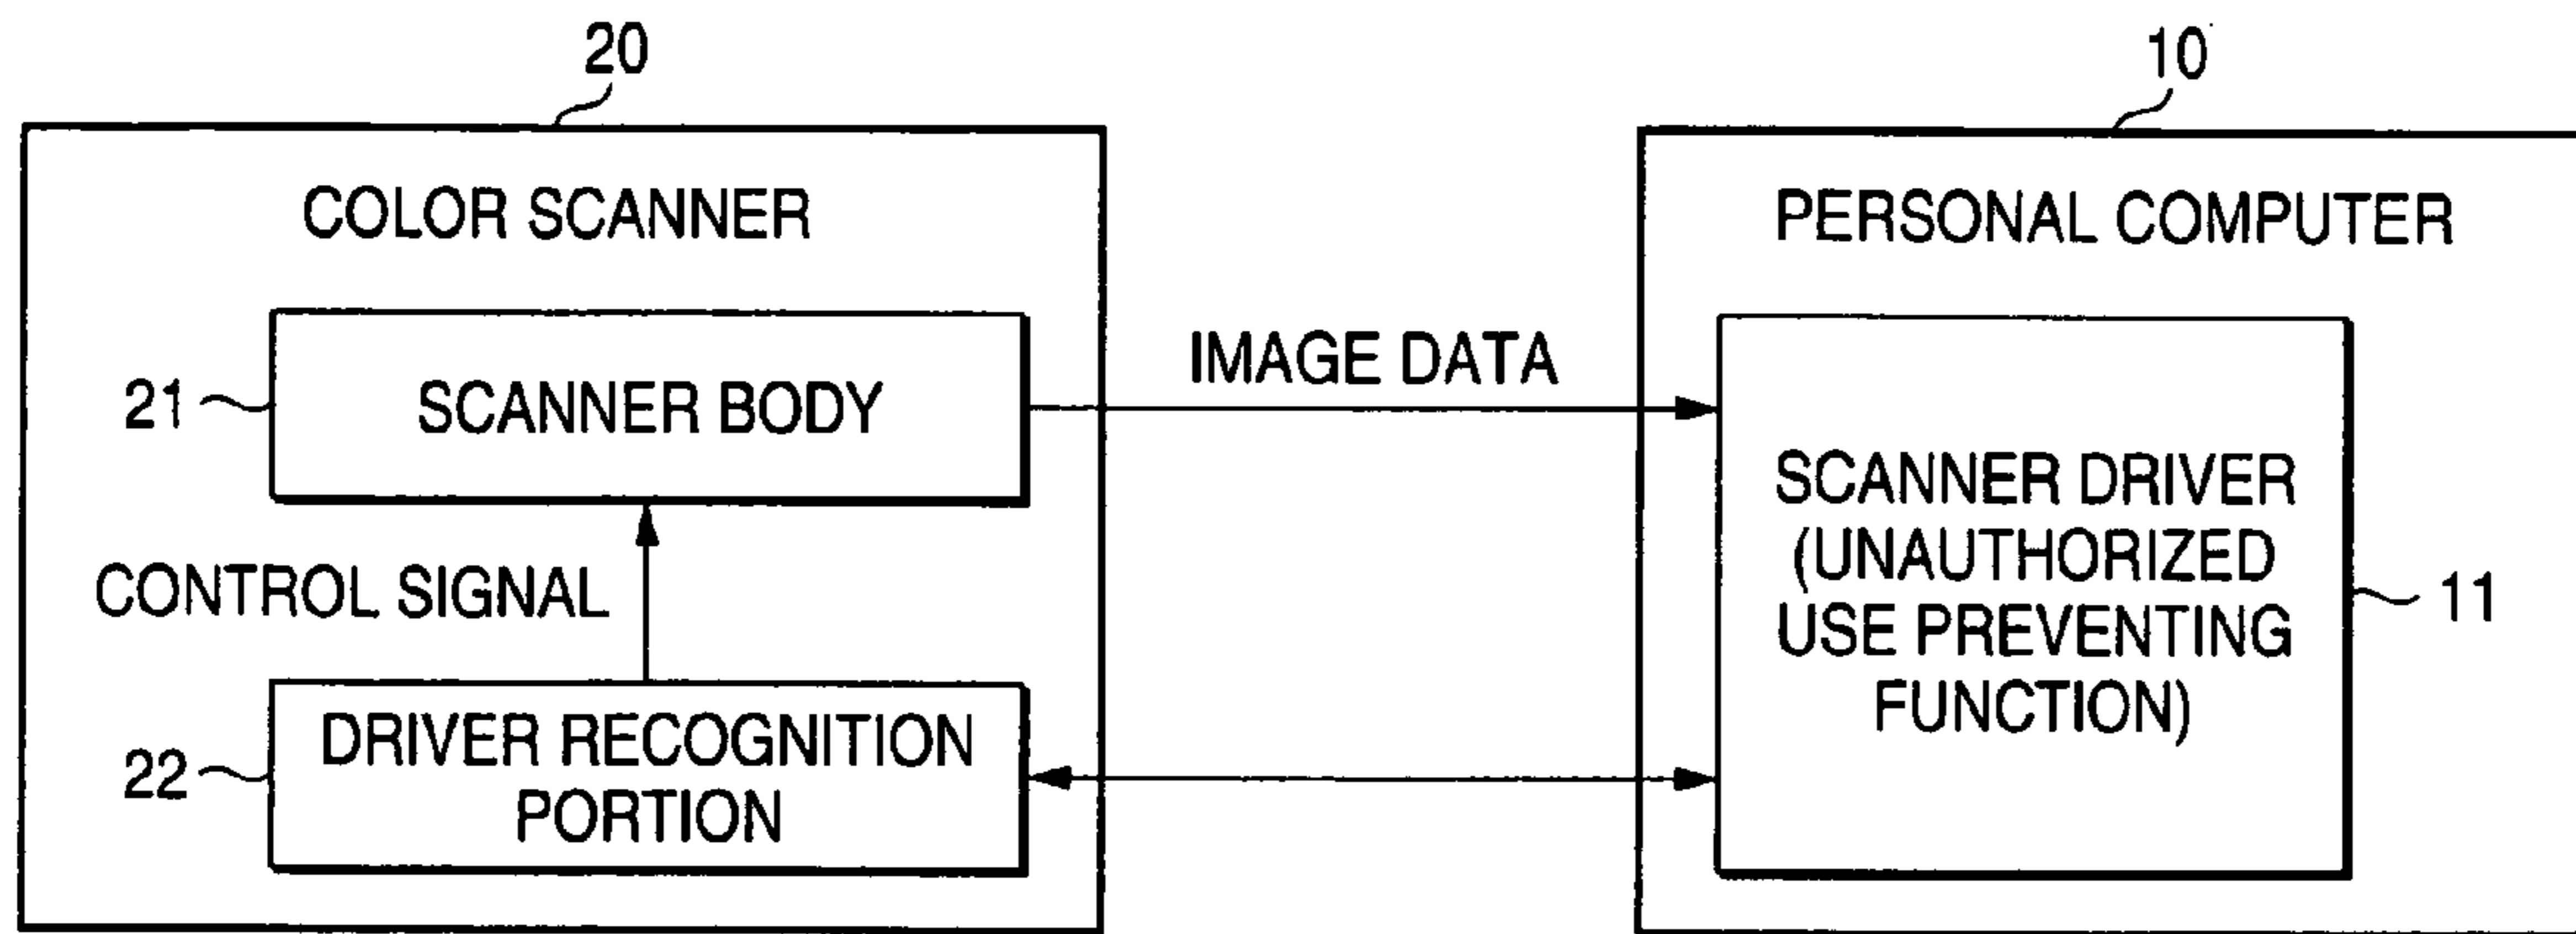 20
10
COLOR SCANNER
PERSONAL COMPUTER
21
SCANNER BODY
IMAGE DATA
SCANNER DRIVER
(UNAUTHORIZED
USE PREVENTING
FUNCTION)
11
CONTROL SIGNAL
22
DRIVER RECOGNITION
PORTION